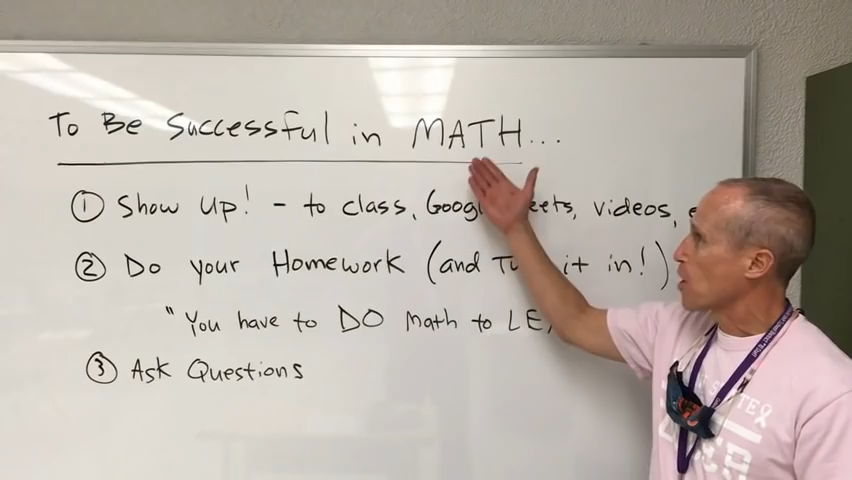 To Be Successful in MATH...
① Show Up! - to class, videos,
② Do your Homework (and it in!)
"You have to DO Math to
③ Ask Questions